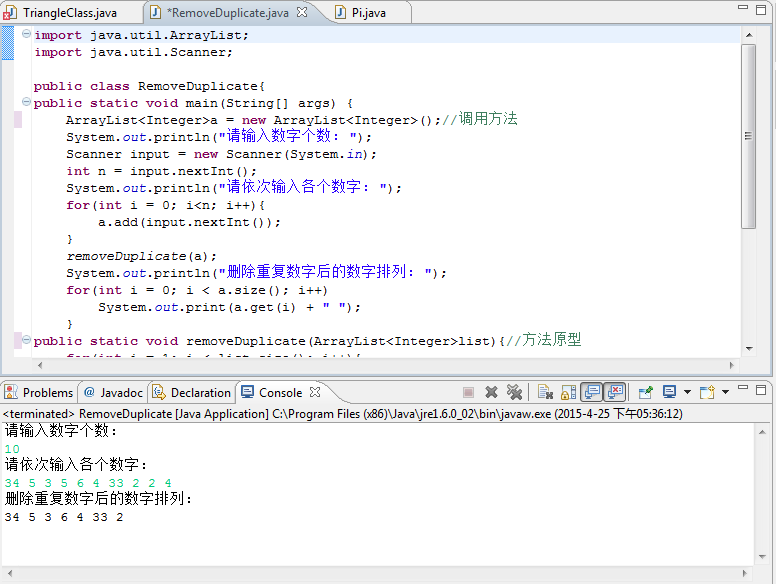 TriangleClass.java *RemoveDuplicate.java Pi.java
import java.util.ArrayList;
import java.util.Scanner;
public class RemoveDuplicate{
public static void main(String[] args) {
ArrayList<Integer>a = new ArrayList<Integer>();//调用方法
System.out.println("请输入数字个数: ");
Scanner input = new Scanner(System.in);
int n = input.nextInt();
System.out.println("请依次输入各个数字: ");
for(int i = 0; i<n; i++){
a.add(input.nextInt());
}
removeDuplicate(a);
System.out.println("删除重复数字后的数字排列: ");
for(int i = 0; i < a.size(); i++)
System.out.print(a.get(i) + " ");
}
public static void removeDuplicate(ArrayList<Integer>list){//方法原型
for(int i = 1; i < list.size(); i++){
Problems @ Javadoc Declaration Console
<terminated> RemoveDuplicate [Java Application] C:\Program Files (x86)\Java\jre1.6.0_02\bin\javaw.exe (2015-4-25 下午05:36:12)
请输入数字个数:
10
请依次输入各个数字:
34 5 3 5 6 4 33 2 2 4
删除重复数字后的数字排列:
34 5 3 6 4 33 2